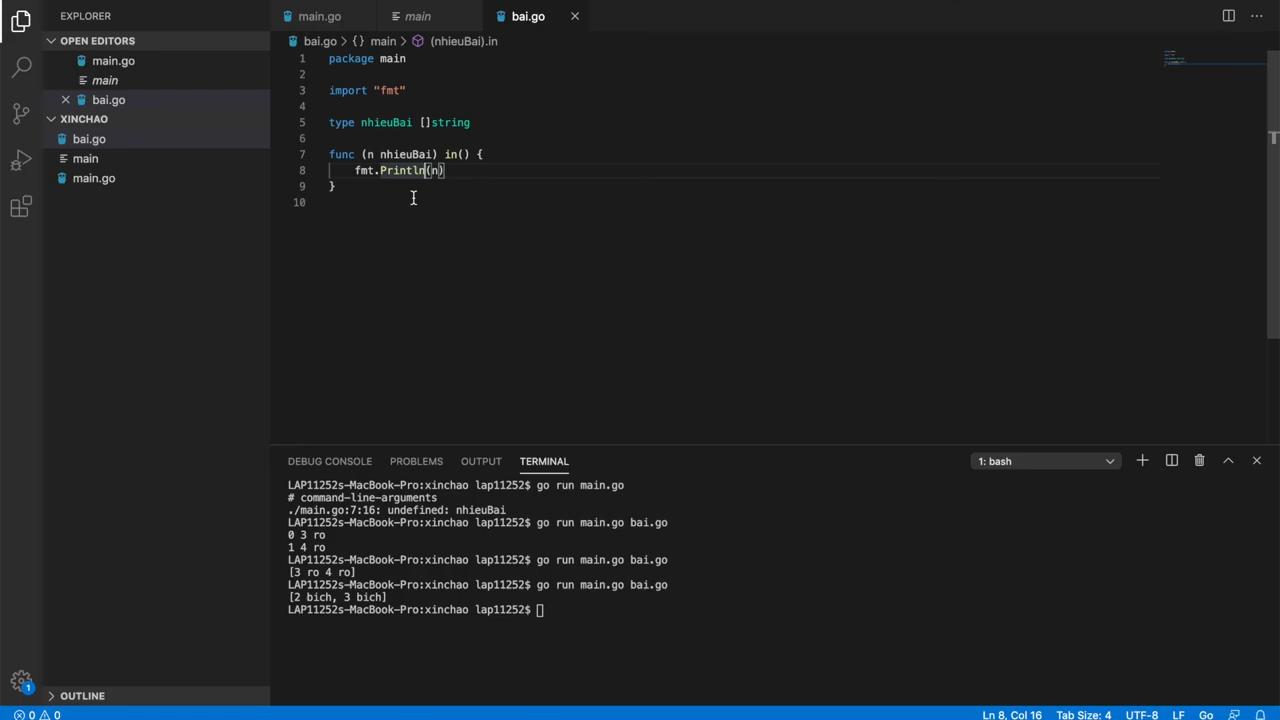 EXPLORER
main.go
main
bai.go
OPEN EDITORS
main.go
main
bai.go
XINCHAO
bai.go
main
main.go
OUTLINE
bai.go > {} main > (nhieuBai).in
1 package main
2
3 import "fmt"
4
5 type nhieuBai []string
6
7 func (n nhieuBai) in() {
8 fmt.Println(n)
9 }
10
DEBUG CONSOLE PROBLEMS OUTPUT TERMINAL 1: bash
LAP11252s-MacBook-Pro:xinchao lap11252$ go run main.go
# command-line-arguments
./main.go:7:16: undefined: nhieuBai
LAP11252s-MacBook-Pro:xinchao lap11252$ go run main.go bai.go
0 3 ro
1 4 ro
LAP11252s-MacBook-Pro:xinchao lap11252$ go run main.go bai.go
[3 ro 4 ro]
LAP11252s-MacBook-Pro:xinchao lap11252$ go run main.go bai.go
[2 bich, 3 bich]
LAP11252s-MacBook-Pro:xinchao lap11252$
1
0 0 Ln 8, Col 16 Tab Size: 4 UTF-8 LF Go